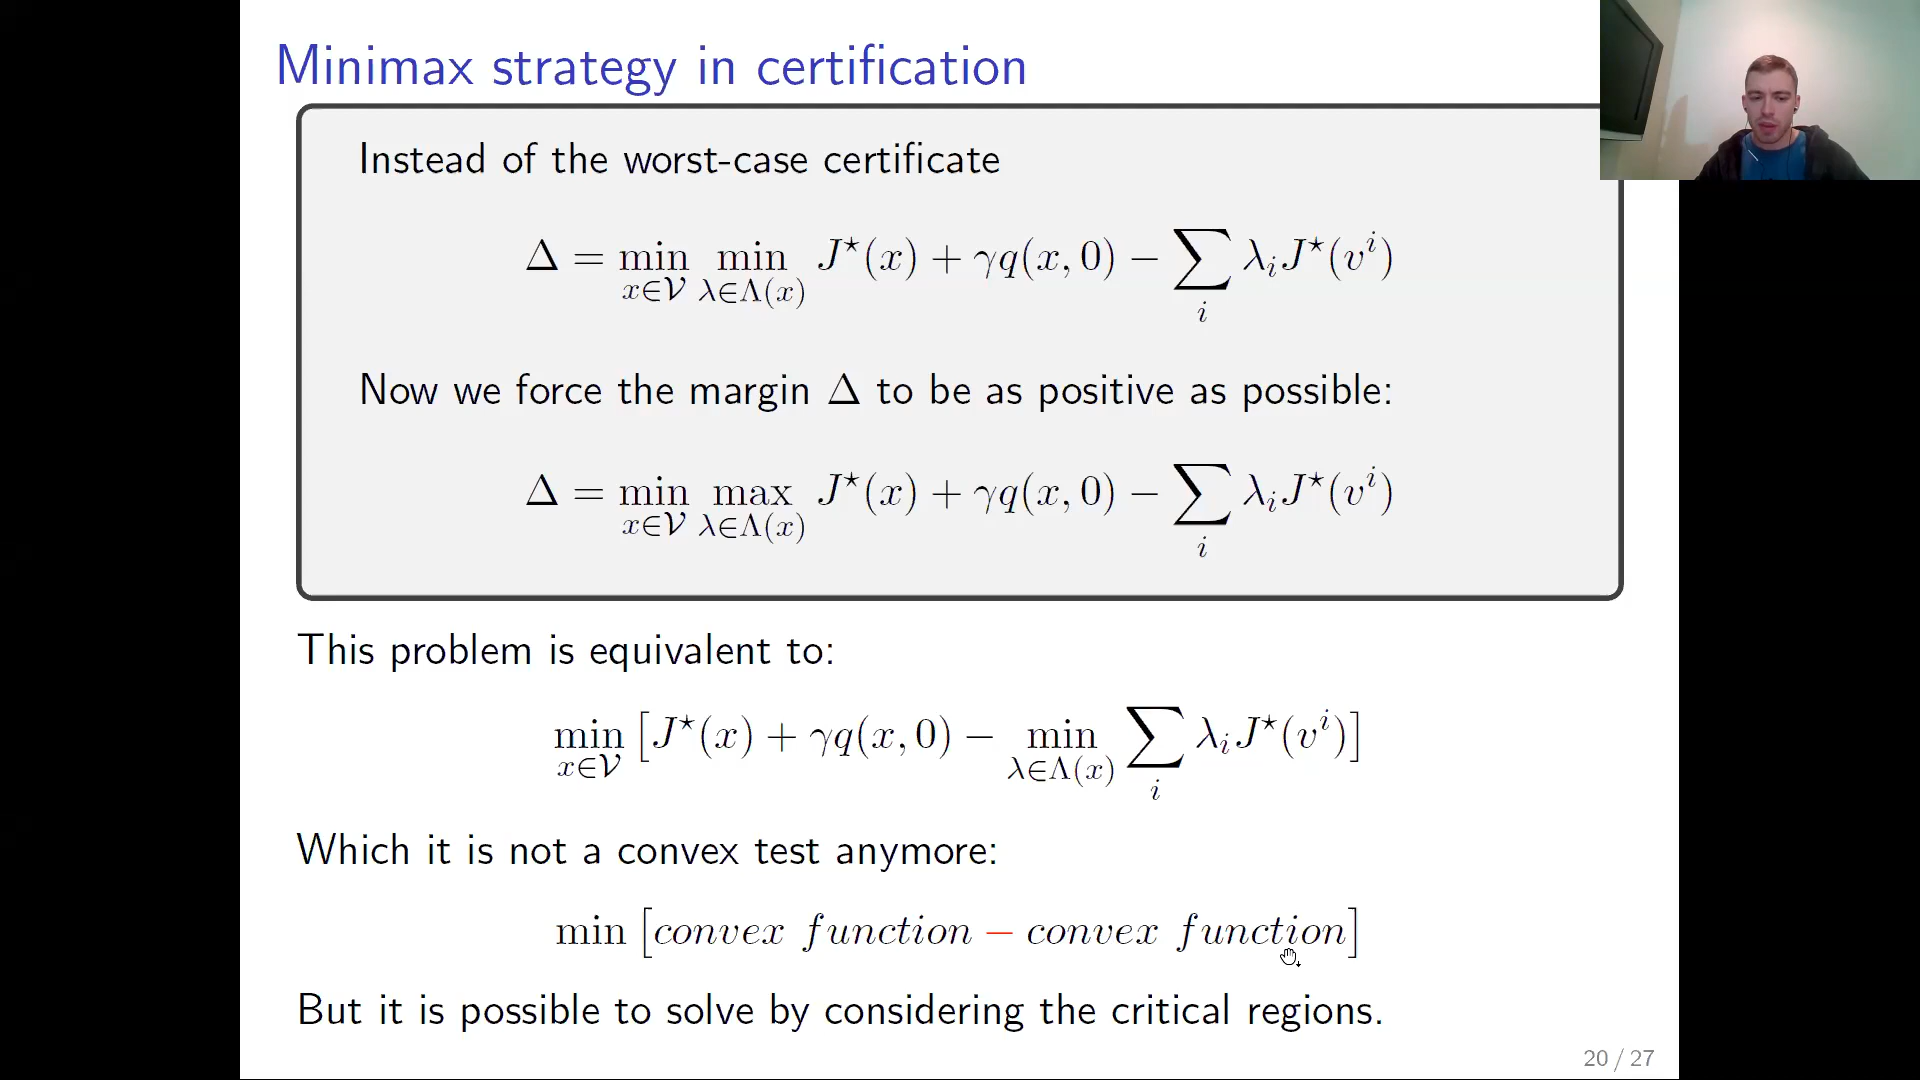 Minimax strategy in certification
Instead of the worst-case certificate
Δ = min_{x∈𝒱} min_{λ∈Λ(x)} J⋆(x) + γq(x, 0) − ∑_i λ_i J⋆(v^i)
Now we force the margin Δ to be as positive as possible:
Δ = min_{x∈𝒱} max_{λ∈Λ(x)} J⋆(x) + γq(x, 0) − ∑_i λ_i J⋆(v^i)
This problem is equivalent to:
min_{x∈𝒱} [J⋆(x) + γq(x, 0) − min_{λ∈Λ(x)} ∑_i λ_i J⋆(v^i)]
Which it is not a convex test anymore:
min [convex function − convex function]
But it is possible to solve by considering the critical regions.
20 / 27